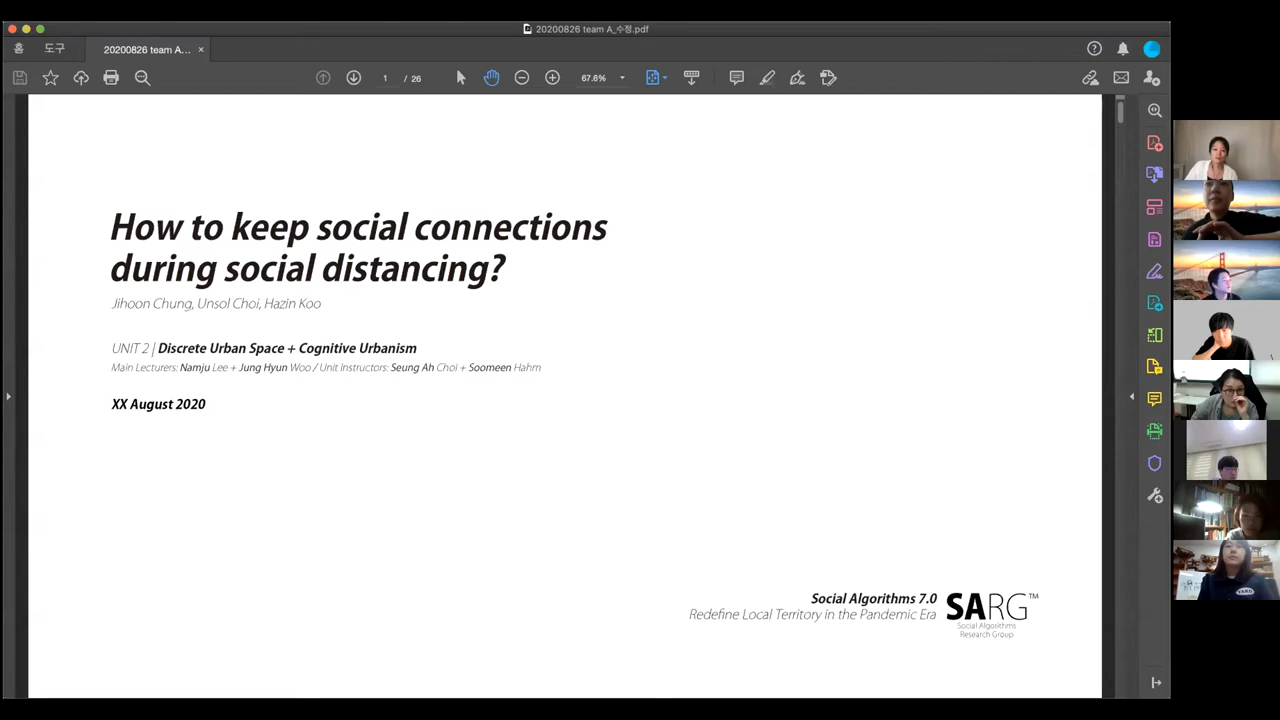 20200826 team A_수정.pdf
홈 도구 20200826 team A... ×
1 / 26 67.6%
How to keep social connections
during social distancing?
Jihoon Chung, Unsol Choi, Hazin Koo
UNIT 2 | Discrete Urban Space + Cognitive Urbanism
Main Lecturers: Namju Lee + Jung Hyun Woo / Unit Instructors: Seung Ah Choi + Soomeen Hahm
XX August 2020
Social Algorithms 7.0
Redefine Local Territory in the Pandemic Era
SARG™
Social Algorithms
Research Group